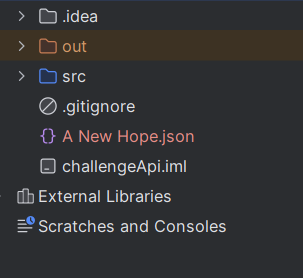 .idea
out
src
.gitignore
A New Hope.json
challengeApi.iml
External Libraries
Scratches and Consoles